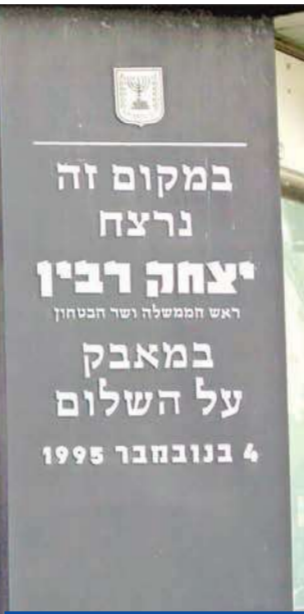 במקום זה
נרצח
יצחק רבין
ראש הממשלה ושר הבטחון
במאבק
על השלום
4 בנובמבר 1995